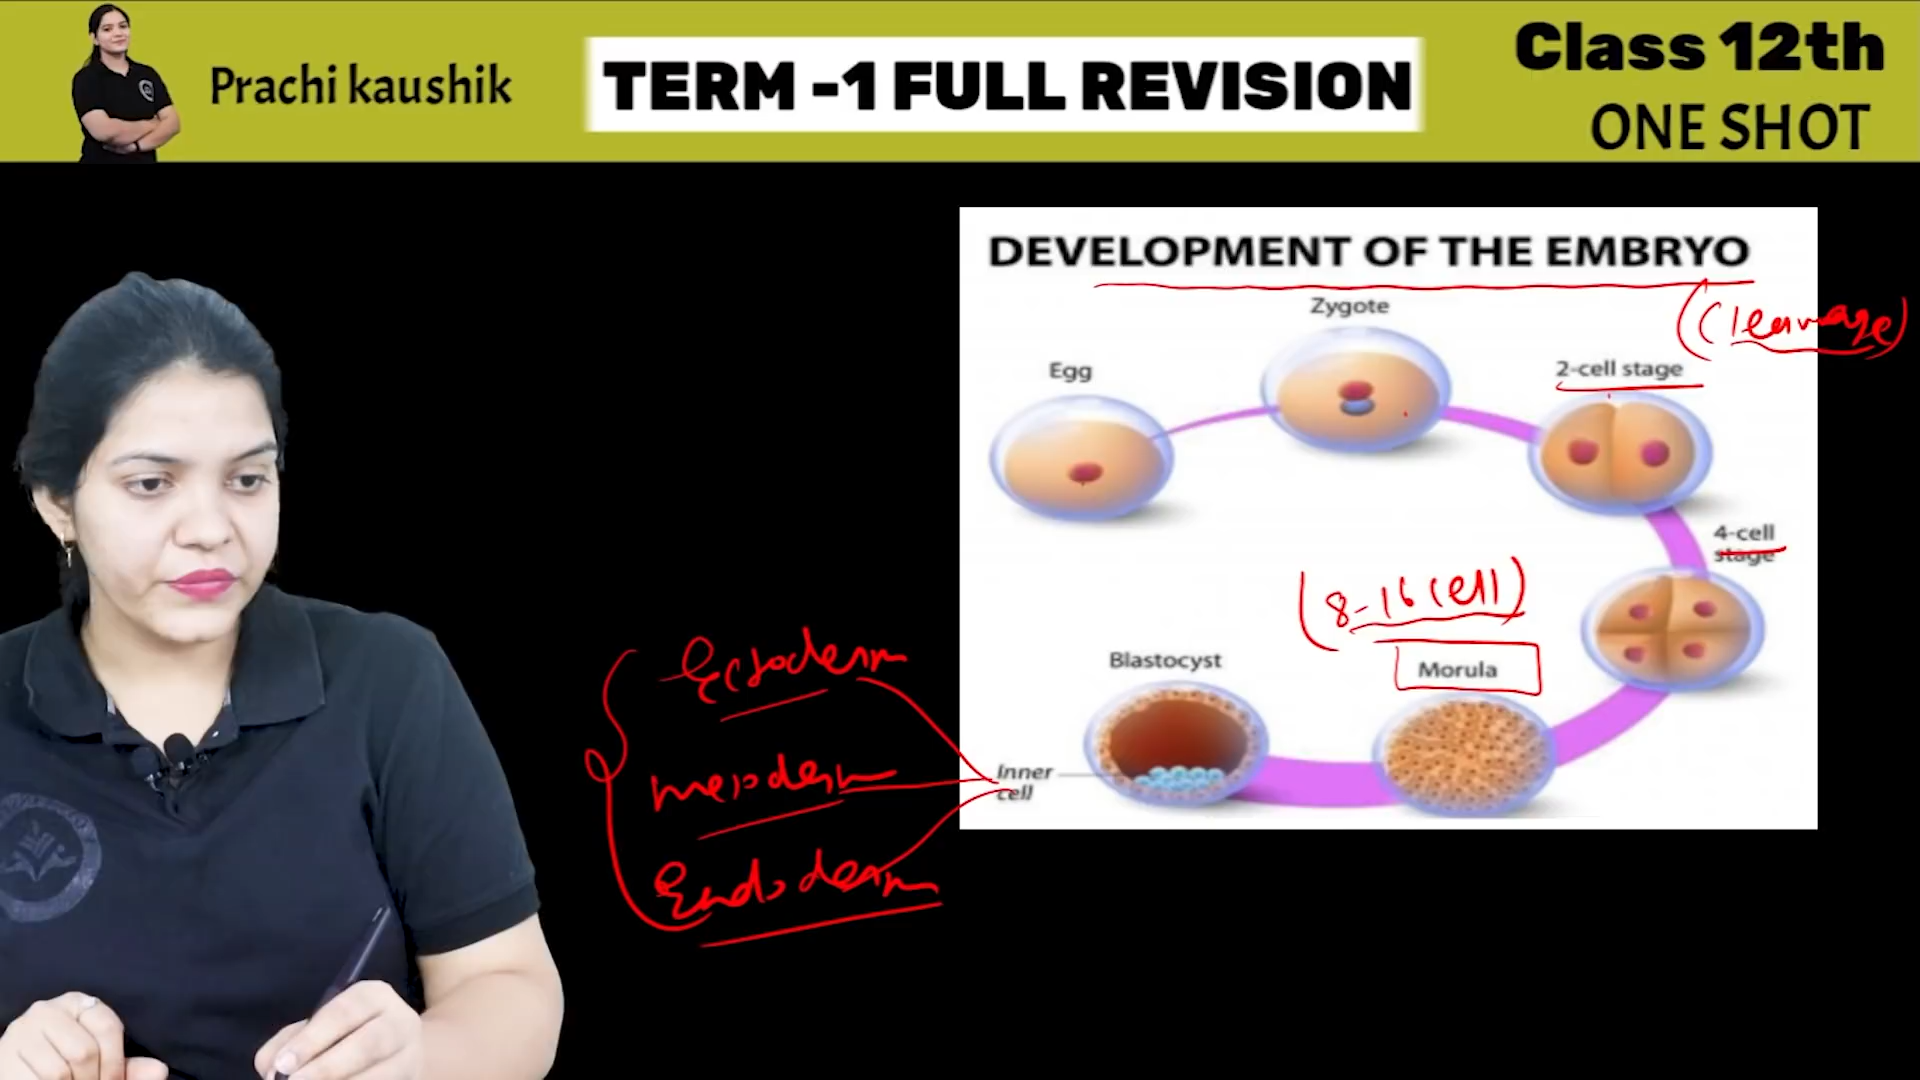 Prachi kaushik
TERM -1 FULL REVISION
Class 12th
ONE SHOT
DEVELOPMENT OF THE EMBRYO
(Cleavage)
Zygote
Egg
2-cell stage
4-cell
stage
(8-16 Cell)
Morula
Blastocyst
Inner
cell
Ectoderm
mesoderm
Endoderm